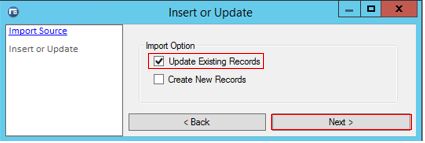 Insert or Update
Import Source
Insert or Update
Import Option
Update Existing Records
Create New Records
< Back
Next >